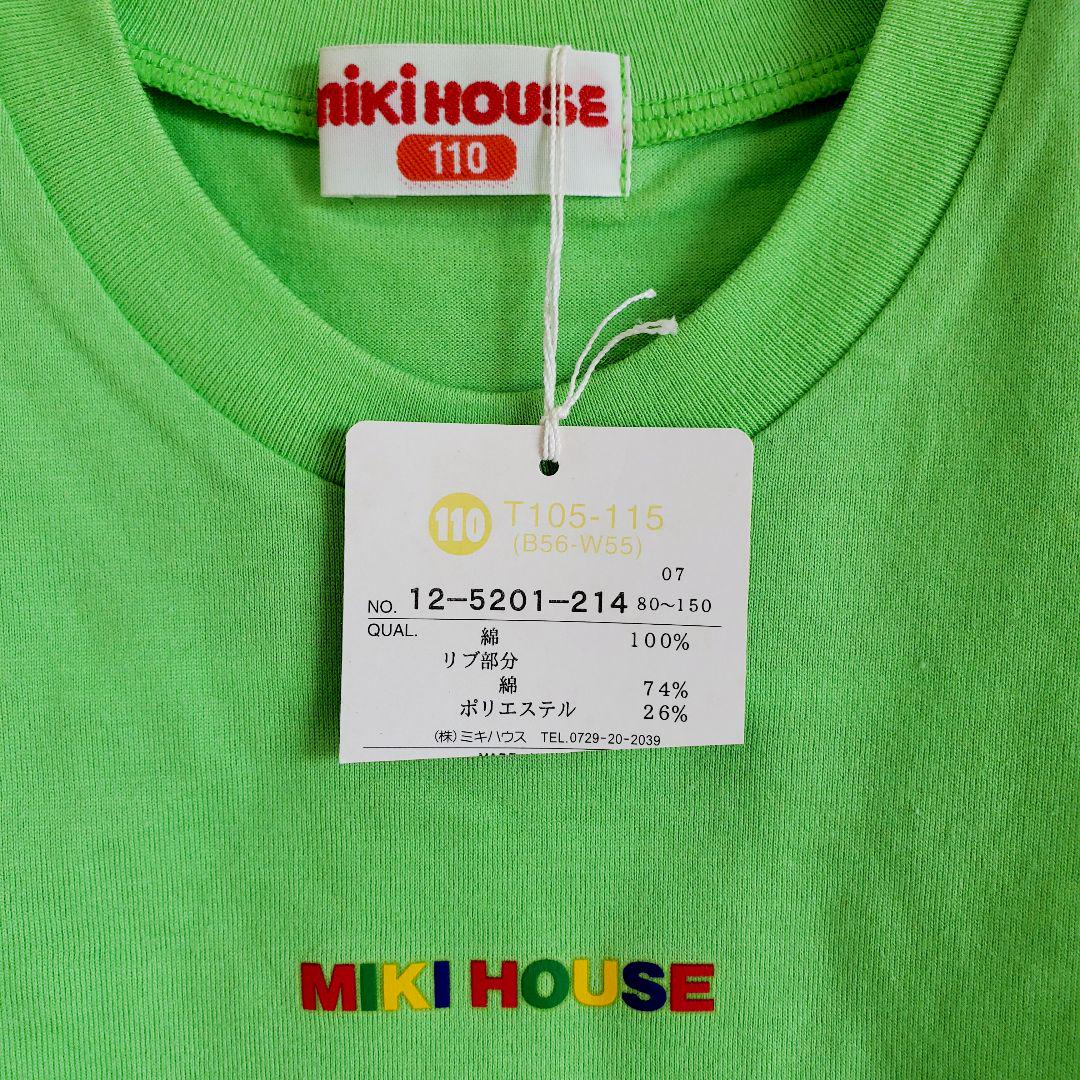 mikiHOUSE
110
110 T105-115
(B56-W55)
07
NO. 12-5201-214 80~150
QUAL. 綿 100%
リブ部分
綿 74%
ポリエステル 26%
(株)ミキハウス TEL.0729-20-2039
MIKI HOUSE